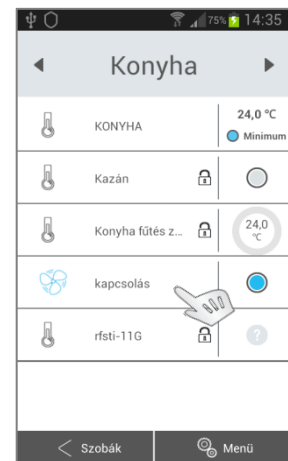 75% 14:35
Konyha
KONYHA
24,0 °C
Minimum
Kazán
Konyha fűtés z...
24,0
°C
kapcsolás
rfsti-11G
?
Szobák
Menü